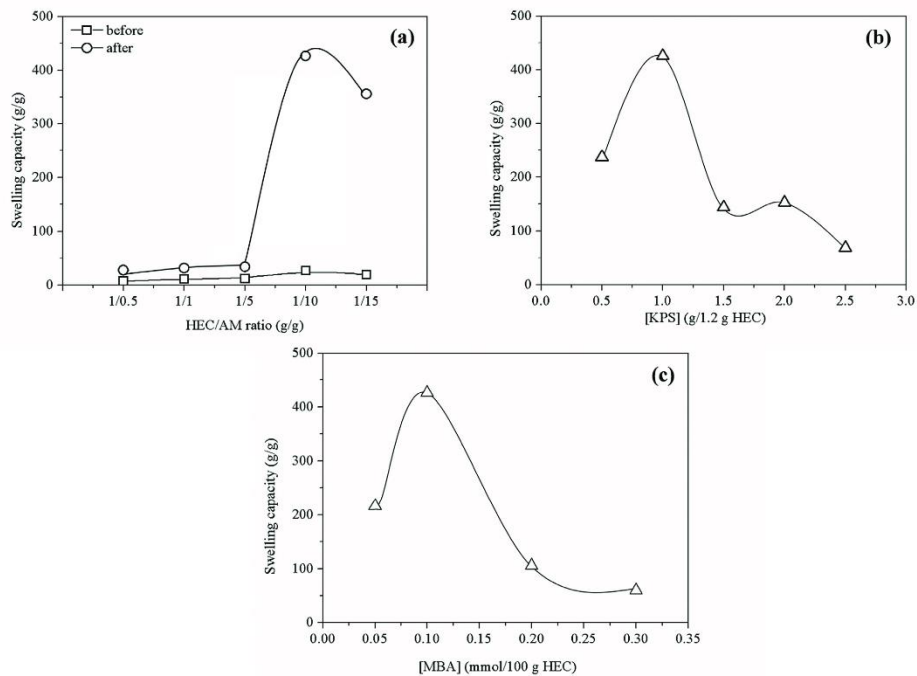 (a)
before
after
500
400
300
200
100
0
Swelling capacity (g/g)
1/0.5 1/1 1/5 1/10 1/15
HEC/AM ratio (g/g)
(b)
500
400
300
200
100
0
Swelling capacity (g/g)
0.0 0.5 1.0 1.5 2.0 2.5 3.0
[KPS] (g/1.2 g HEC)
(c)
500
400
300
200
100
0
Swelling capacity (g/g)
0.00 0.05 0.10 0.15 0.20 0.25 0.30 0.35
[MBA] (mmol/100 g HEC)